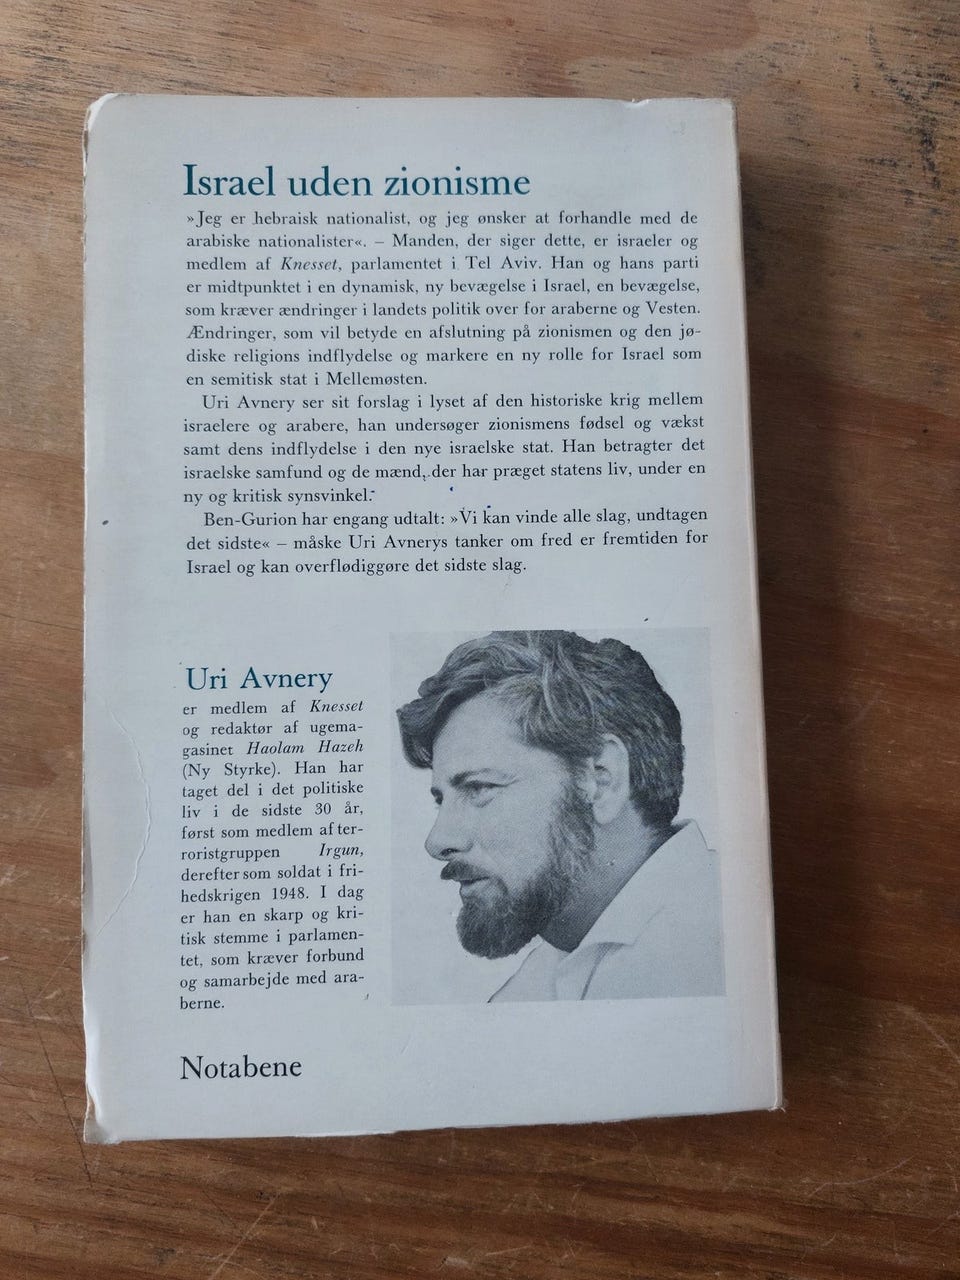 Israel uden zionisme
»Jeg er hebraisk nationalist, og jeg ønsker at forhandle med de
arabiske nationalister«. – Manden, der siger dette, er israeler og
medlem af Knesset, parlamentet i Tel Aviv. Han og hans parti
er midtpunktet i en dynamisk, ny bevægelse i Israel, en bevægelse,
som kræver ændringer i landets politik over for araberne og Vesten.
Ændringer, som vil betyde en afslutning på zionismen og den jø-
diske religions indflydelse og markere en ny rolle for Israel som
en semitisk stat i Mellemøsten.
Uri Avnery ser sit forslag i lyset af den historiske krig mellem
israelere og arabere, han undersøger zionismens fødsel og vækst
samt dens indflydelse i den nye israelske stat. Han betragter det
israelske samfund og de mænd, der har præget statens liv, under en
ny og kritisk synsvinkel.
Ben-Gurion har engang udtalt: »Vi kan vinde alle slag, undtagen
det sidste« – måske Uri Avnerys tanker om fred er fremtiden for
Israel og kan overflødiggøre det sidste slag.
Uri Avnery
er medlem af Knesset
og redaktør af ugema-
gasinet Haolam Hazeh
(Ny Styrke). Han har
taget del i det politiske
liv i de sidste 30 år,
først som medlem af ter-
roristgruppen Irgun,
derefter som soldat i fri-
hedskrigen 1948. I dag
er han en skarp og kri-
tisk stemme i parlamen-
tet, som kræver forbund
og samarbejde med ara-
berne.
Notabene